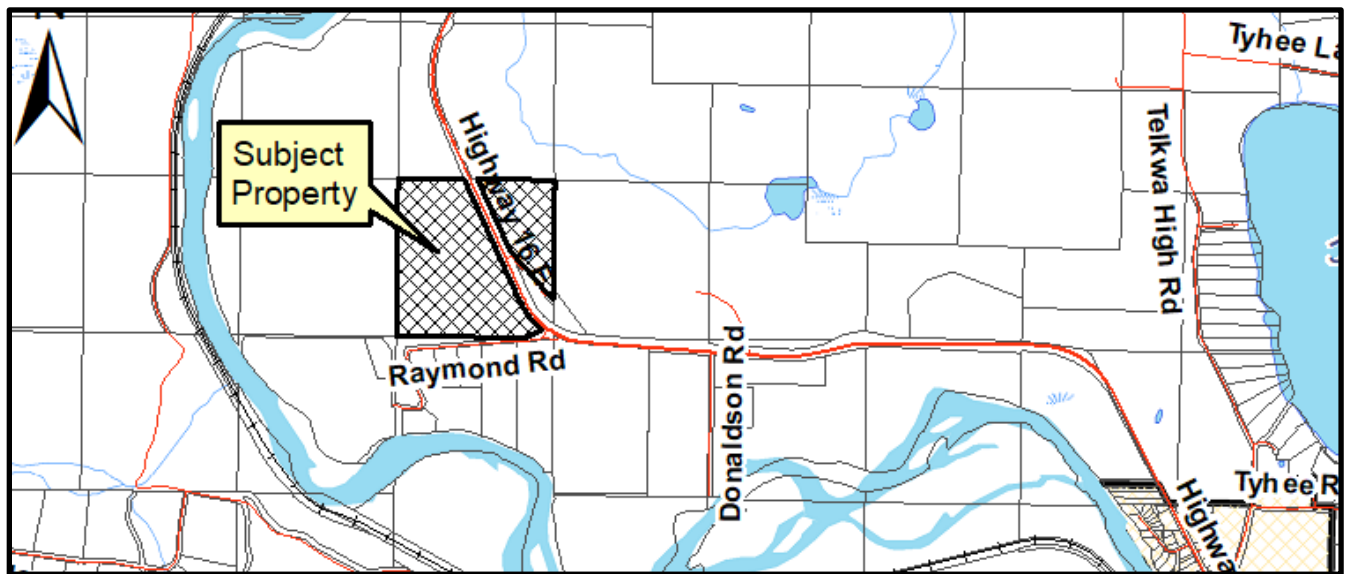 Tyhee La
Subject
Property
Highway 16 E
Telkwa High Rd
Raymond Rd
Donaldson Rd
Tyhee R
Highwa